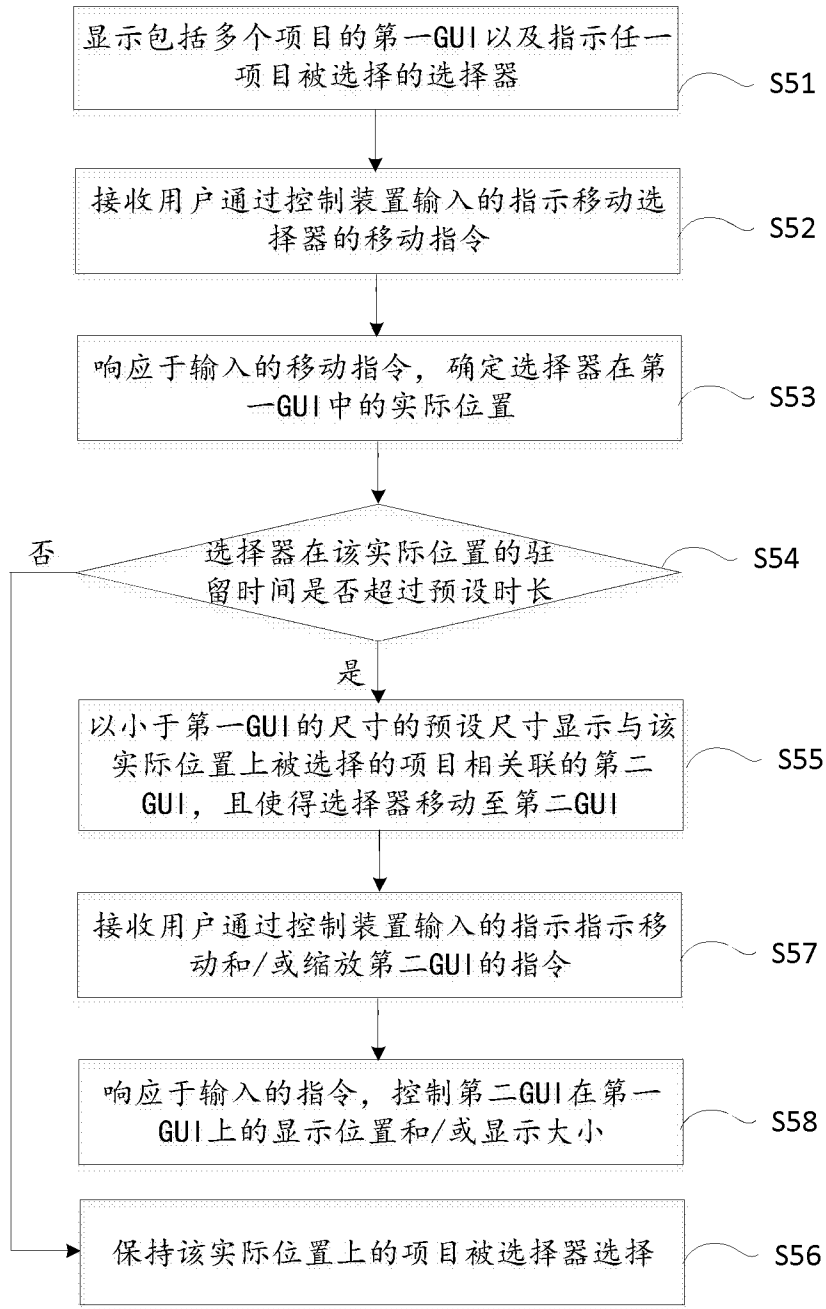 显示包括多个项目的第一GUI以及指示任一
项目被选择的选择器
S51
接收用户通过控制装置输入的指示移动选
择器的移动指令
S52
响应于输入的移动指令，确定选择器在第
一GUI中的实际位置
S53
选择器在该实际位置的驻
留时间是否超过预设时长
S54
否
是
以小于第一GUI的尺寸的预设尺寸显示与该
实际位置上被选择的项目相关联的第二
GUI，且使得选择器移动至第二GUI
S55
接收用户通过控制装置输入的指示指示移
动和/或缩放第二GUI的指令
S57
响应于输入的指令，控制第二GUI在第一
GUI上的显示位置和/或显示大小
S58
保持该实际位置上的项目被选择器选择
S56